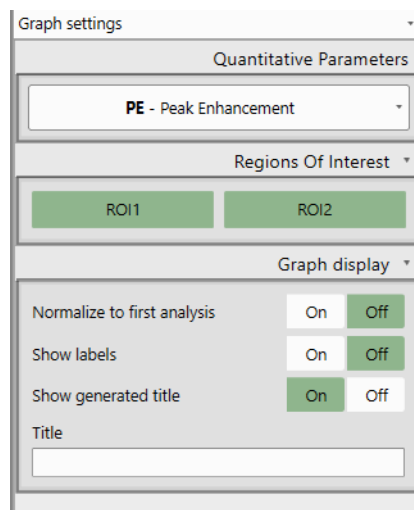 Graph settings
Quantitative Parameters
PE - Peak Enhancement
Regions Of Interest
ROI1 ROI2
Graph display
Normalize to first analysis On Off
Show labels On Off
Show generated title On Off
Title